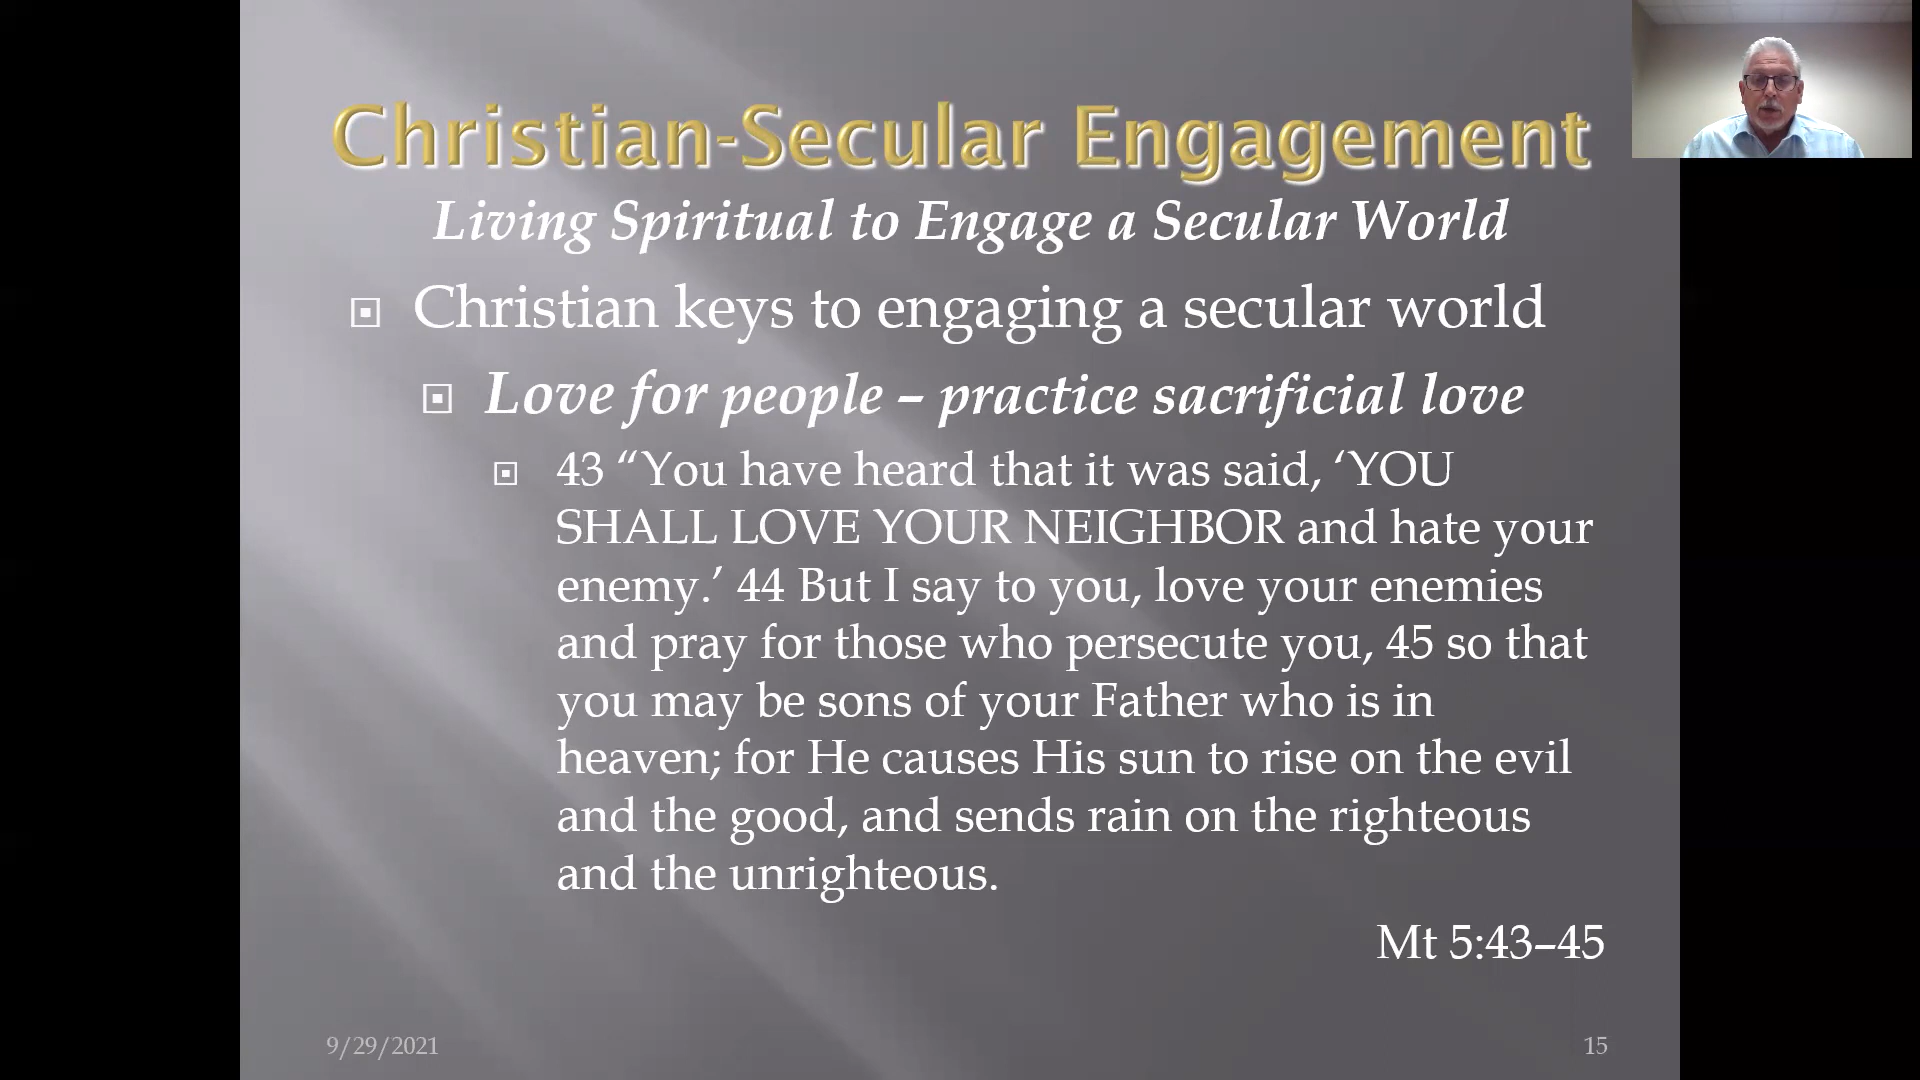 Christian-Secular Engagement
Living Spiritual to Engage a Secular World
Christian keys to engaging a secular world
Love for people – practice sacrificial love
43 “You have heard that it was said, ‘YOU
SHALL LOVE YOUR NEIGHBOR and hate your
enemy.’ 44 But I say to you, love your enemies
and pray for those who persecute you, 45 so that
you may be sons of your Father who is in
heaven; for He causes His sun to rise on the evil
and the good, and sends rain on the righteous
and the unrighteous.
Mt 5:43–45
9/29/2021
15